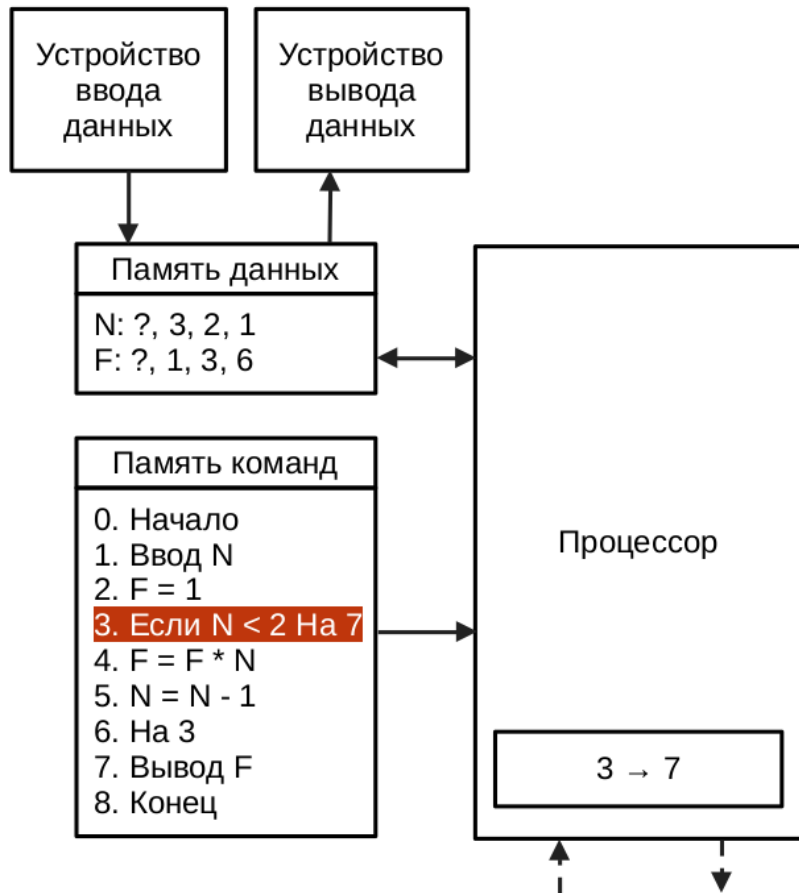 Устройство
ввода
данных
Устройство
вывода
данных
Память данных
N: ?, 3, 2, 1
F: ?, 1, 3, 6
Память команд
0. Начало
1. Ввод N
2. F = 1
3. Если N < 2 На 7
4. F = F * N
5. N = N - 1
6. На 3
7. Вывод F
8. Конец
Процессор
3 → 7